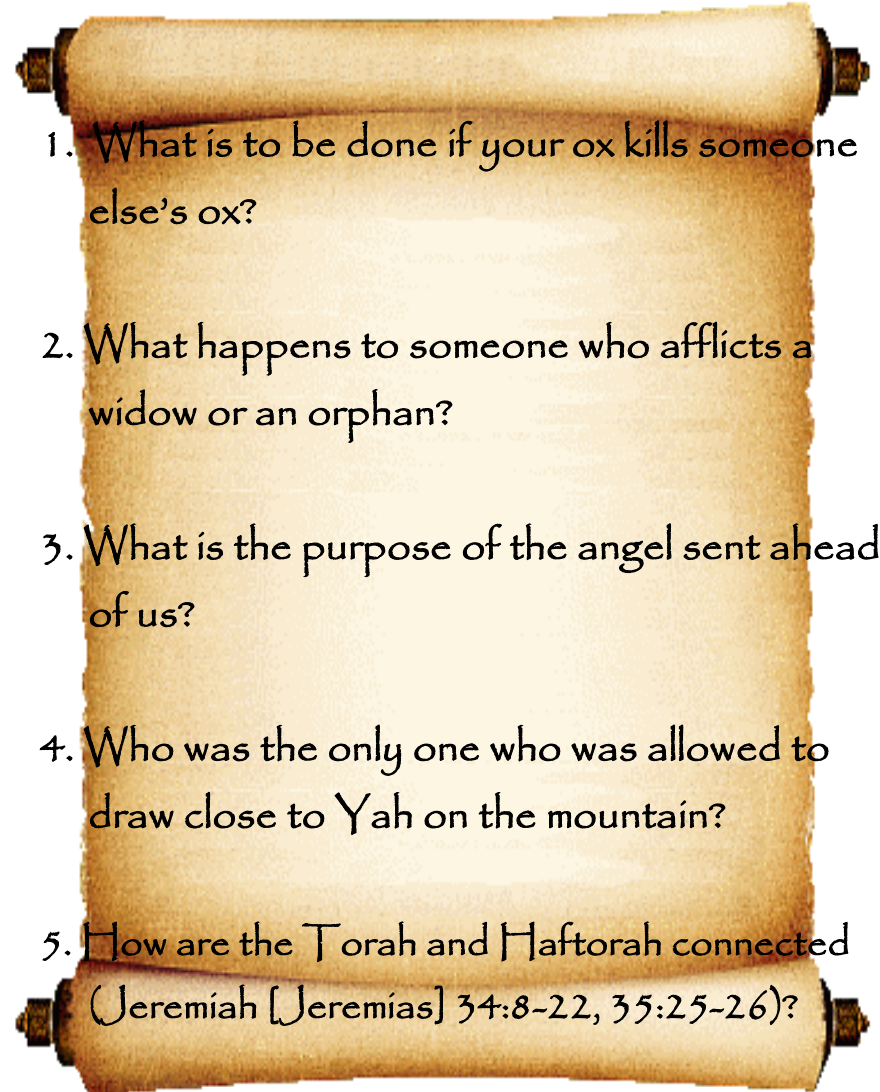 1. What is to be done if your ox kills someone
else's ox?
2. What happens to someone who afflicts a
widow or an orphan?
3. What is the purpose of the angel sent ahead
of us?
4. Who was the only one who was allowed to
draw close to Yah on the mountain?
5. How are the Torah and Haftorah connected
(Jeremiah [Jeremias] 34:8-22, 35:25-26)?